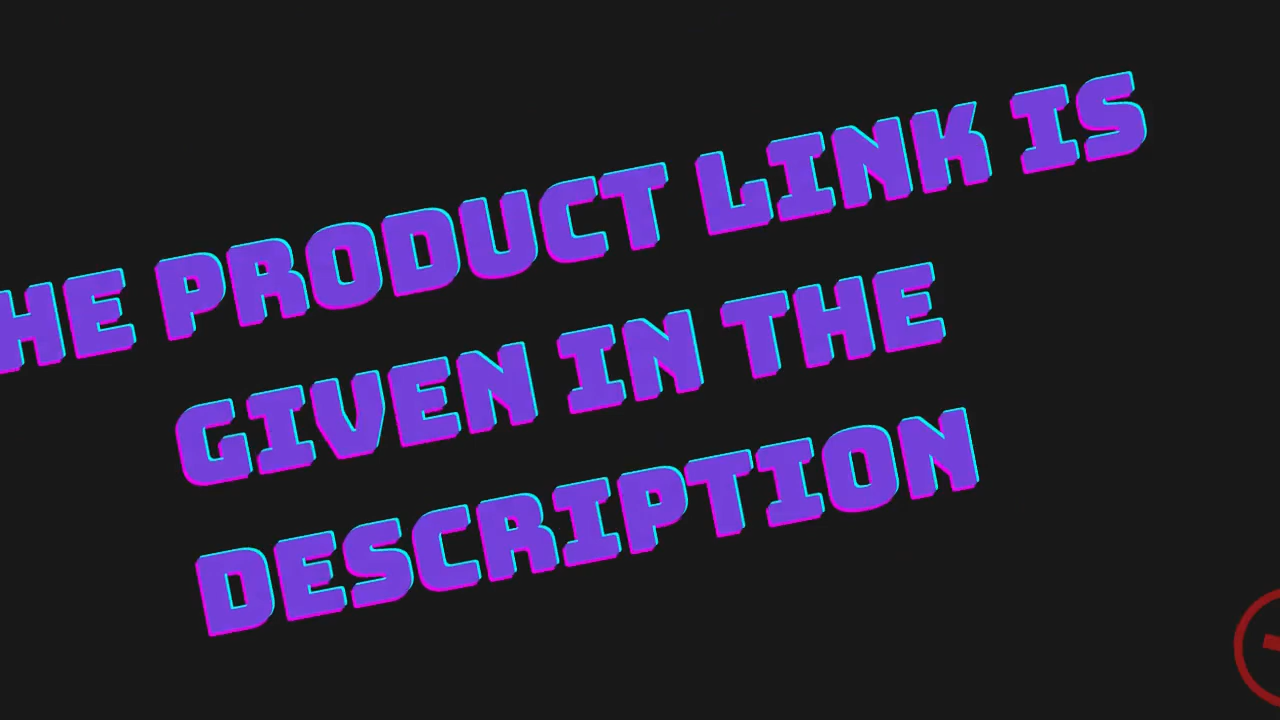 HE PRODUCT LINK IS
GIVEN IN THE
DESCRIPTION